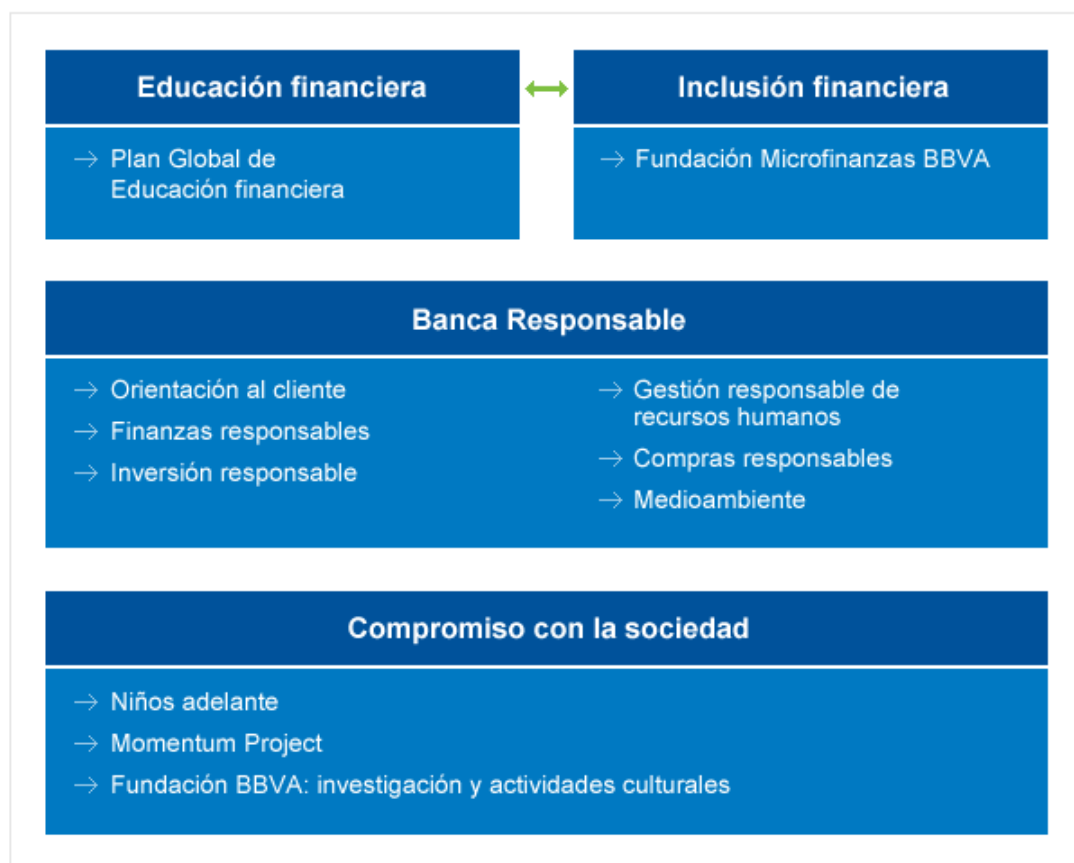 Educación financiera
→ Plan Global de
Educación financiera
Inclusión financiera
→ Fundación Microfinanzas BBVA
Banca Responsable
→ Orientación al cliente
→ Finanzas responsables
→ Inversión responsable
→ Gestión responsable de
recursos humanos
→ Compras responsables
→ Medioambiente
Compromiso con la sociedad
→ Niños adelante
→ Momentum Project
→ Fundación BBVA: investigación y actividades culturales